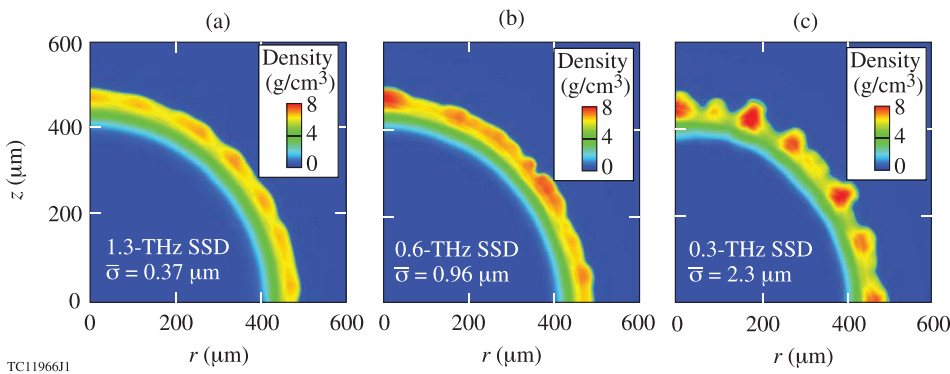 (a)
(b)
(c)
600
400
200
0
z (μm)
Density
(g/cm³)
8
4
0
1.3-THz SSD
σ̅ = 0.37 μm
0
200
400
600
r (μm)
Density
(g/cm³)
8
4
0
0.6-THz SSD
σ̅ = 0.96 μm
0
200
400
600
r (μm)
Density
(g/cm³)
8
4
0
0.3-THz SSD
σ̅ = 2.3 μm
0
200
400
600
r (μm)
TC11966J1